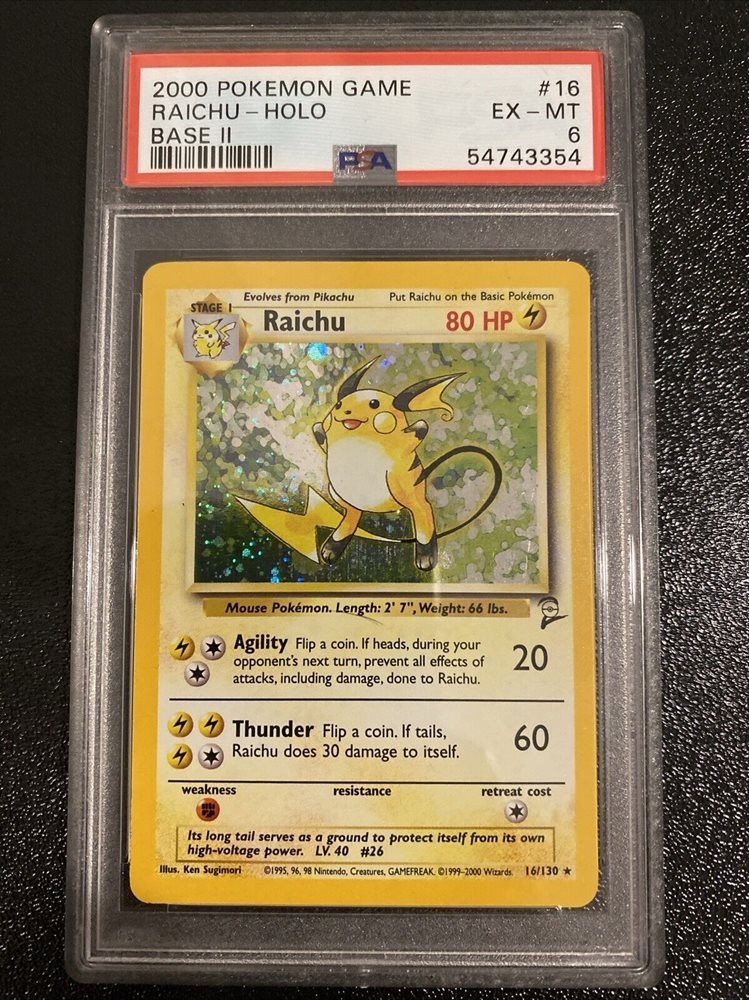 2000 POKEMON GAME #16
RAICHU - HOLO EX - MT
BASE II 6
PSA 54743354
Evolves from Pikachu Put Raichu on the Basic Pokémon
STAGE 1
Raichu 80 HP
Mouse Pokémon. Length: 2' 7", Weight: 66 lbs.
Agility Flip a coin. If heads, during your
opponent's next turn, prevent all effects of
attacks, including damage, done to Raichu.
20
Thunder Flip a coin. If tails,
Raichu does 30 damage to itself.
60
weakness resistance retreat cost
Its long tail serves as a ground to protect itself from its own
high-voltage power. LV. 40 #26
Illus. Ken Sugimori ©1995, 96, 98 Nintendo, Creatures, GAMEFREAK. ©1999-2000 Wizards. 16/130 ★